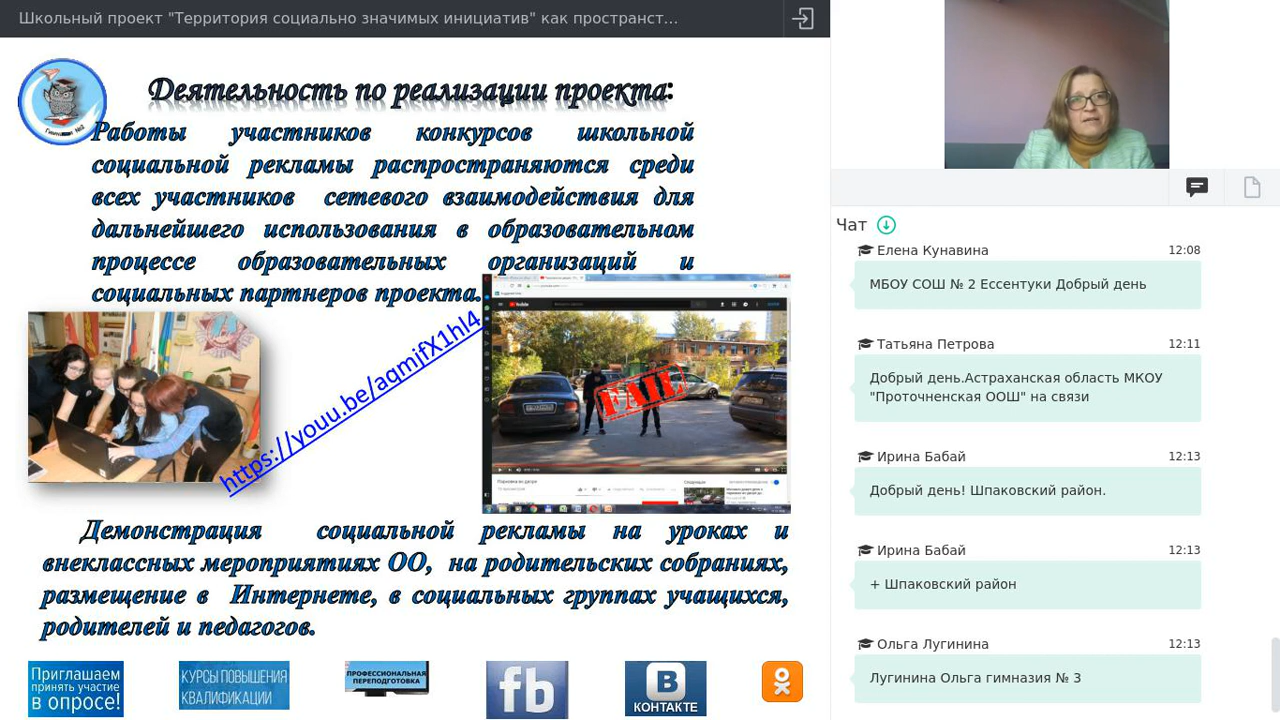 Школьный проект "Территория социально значимых инициатив" как пространст...
Деятельность по реализации проекта:
Гимназия №2
Работы участников конкурсов школьной
социальной рекламы распространяются среди
всех участников сетевого взаимодействия для
дальнейшего использования в образовательном
процессе образовательных организаций и
социальных партнеров проекта.
https://youu.be/aqmjfX1hl4
YouTube
FAIL
Следующее
Демонстрация социальной рекламы на уроках и
внеклассных мероприятиях ОО, на родительских собраниях,
размещение в Интернете, в социальных группах учащихся,
родителей и педагогов.
Приглашаем
принять участие
в опросе!
КУРСЫ ПОВЫШЕНИЯ
КВАЛИФИКАЦИИ
ПРОФЕССИОНАЛЬНАЯ
ПЕРЕПОДГОТОВКА
fb
В
КОНТАКТЕ
Чат
Елена Кунавина 12:08
МБОУ СОШ № 2 Ессентуки Добрый день
Татьяна Петрова 12:11
Добрый день.Астраханская область МКОУ
"Проточненская ООШ" на связи
Ирина Бабай 12:13
Добрый день! Шпаковский район.
Ирина Бабай 12:13
+ Шпаковский район
Ольга Лугинина 12:13
Лугинина Ольга гимназия № 3